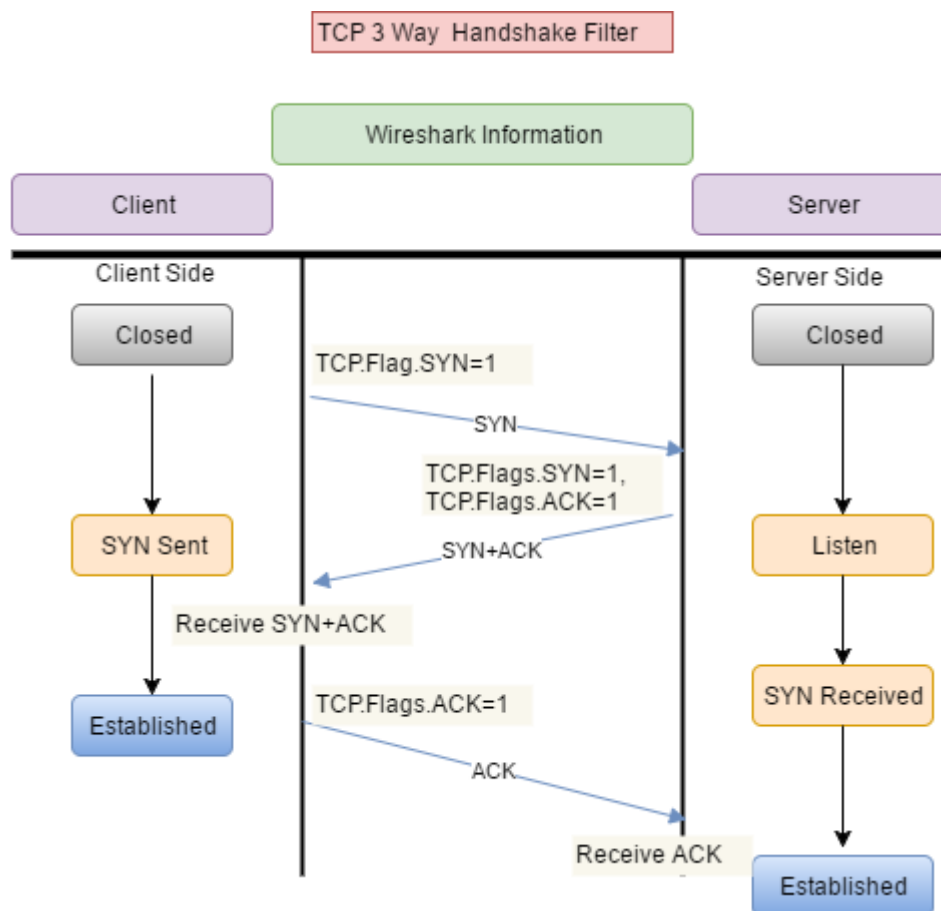 TCP 3 Way Handshake Filter
Wireshark Information
Client
Server
Client Side
Server Side
Closed
Closed
TCP.Flag.SYN=1
SYN
TCP.Flags.SYN=1,
TCP.Flags.ACK=1
SYN Sent
SYN+ACK
Listen
Receive SYN+ACK
TCP.Flags.ACK=1
SYN Received
Established
ACK
Receive ACK
Established